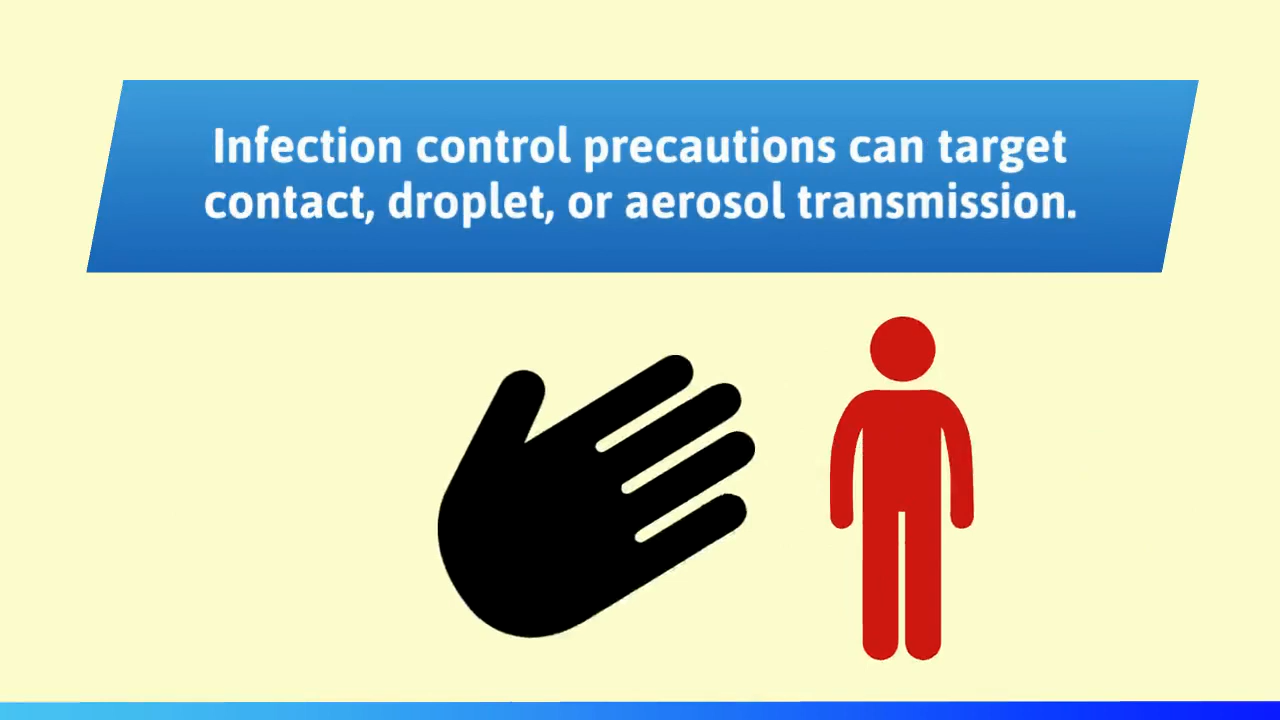 Infection control precautions can target
contact, droplet, or aerosol transmission.